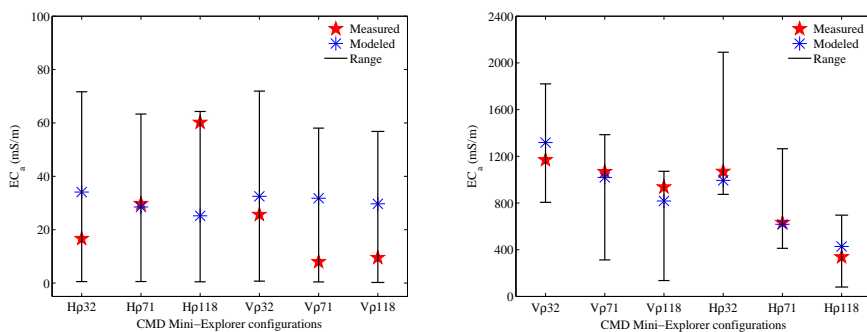 100
80
60
40
20
0
EC_a (mS/m)
Measured
Modeled
Range
Hρ32 Hρ71 Hρ118 Vρ32 Vρ71 Vρ118
CMD Mini−Explorer configurations
2400
2000
1600
1200
800
400
0
EC_a (mS/m)
Measured
Modeled
Range
Vρ32 Vρ71 Vρ118 Hρ32 Hρ71 Hρ118
CMD Mini−Explorer configurations